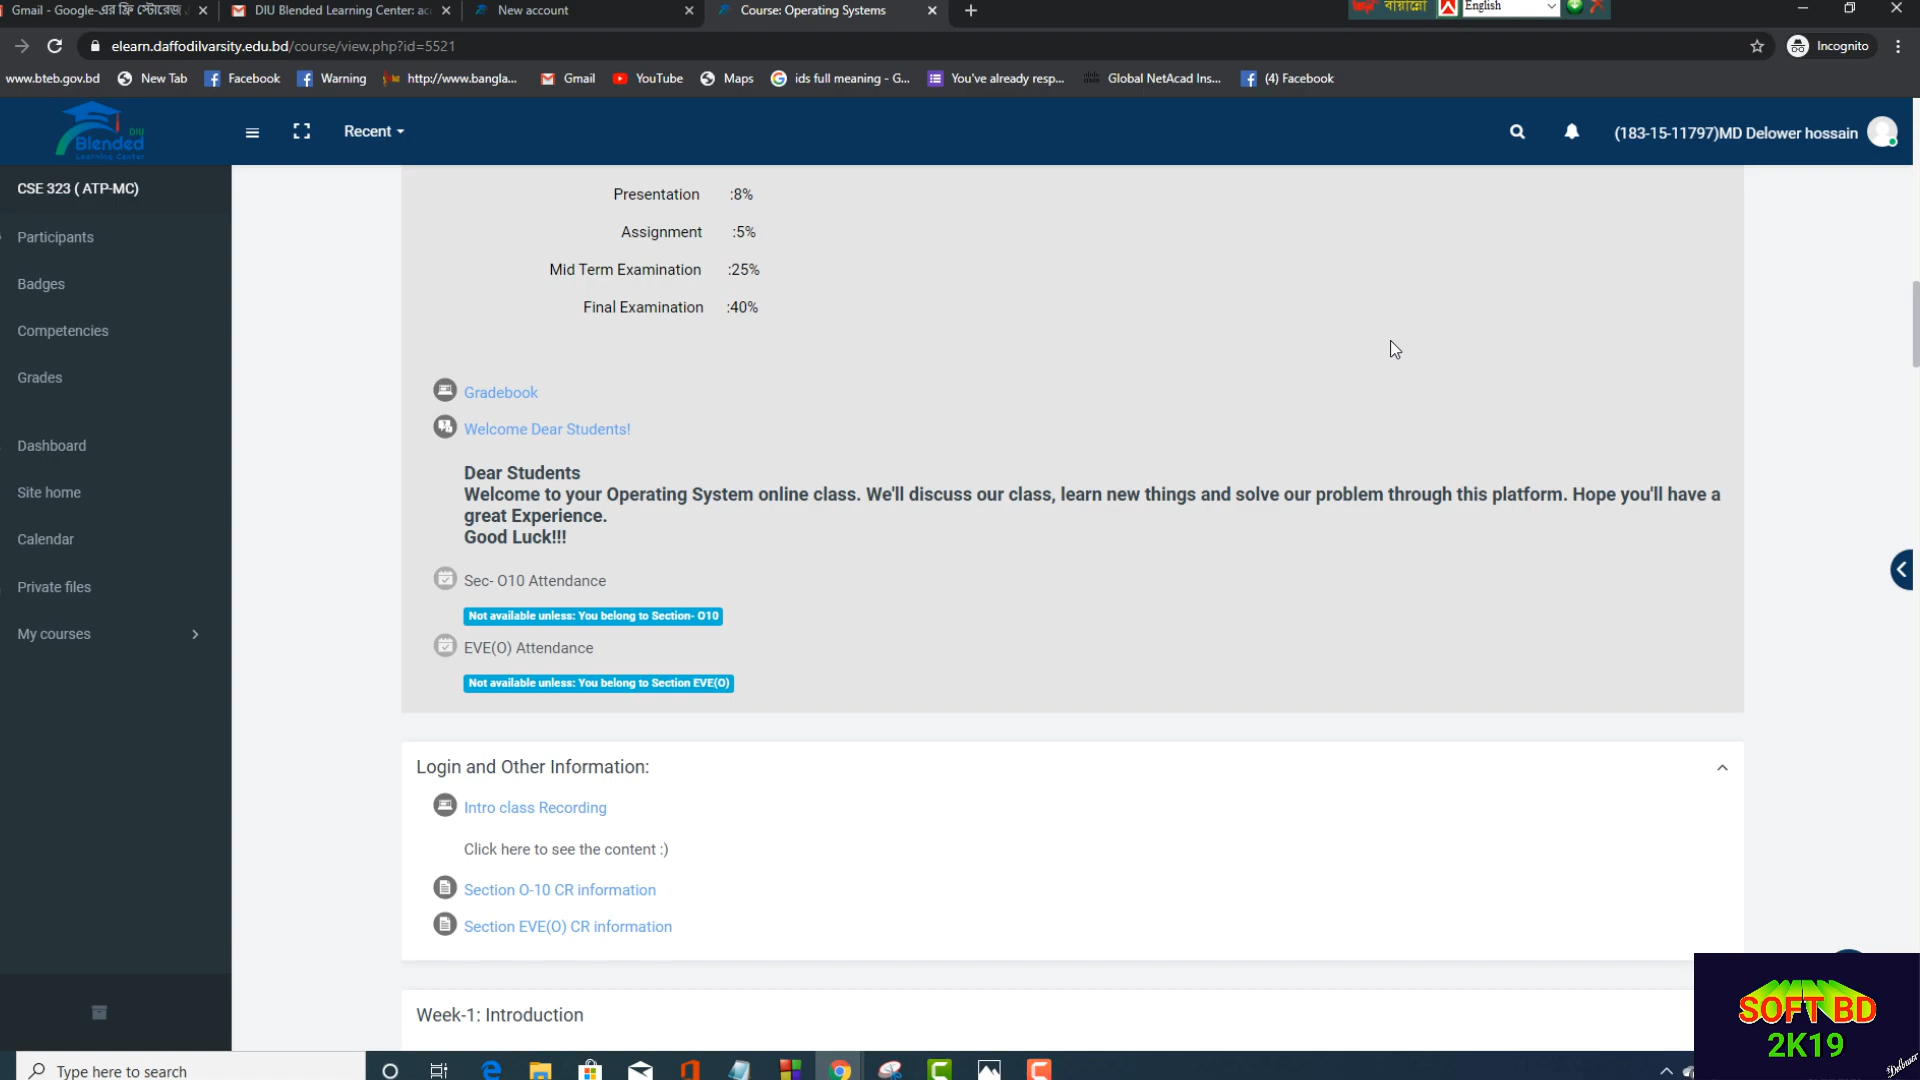 Gmail - Google-এর ফ্রি স্টোরেজ
DIU Blended Learning Center: ac
New account
Course: Operating Systems
English
elearn.daffodilvarsity.edu.bd/course/view.php?id=5521
Incognito
www.bteb.gov.bd
New Tab
Facebook
Warning
http://www.bangla...
Gmail
YouTube
Maps
ids full meaning - G...
You've already resp...
Global NetAcad Ins...
(4) Facebook
DIU
Blended
Learning Center
Recent
(183-15-11797)MD Delower hossain
CSE 323 ( ATP-MC)
Participants
Badges
Competencies
Grades
Dashboard
Site home
Calendar
Private files
My courses
Presentation :8%
Assignment :5%
Mid Term Examination :25%
Final Examination :40%
Gradebook
Welcome Dear Students!
Dear Students
Welcome to your Operating System online class. We'll discuss our class, learn new things and solve our problem through this platform. Hope you'll have a
great Experience.
Good Luck!!!
Sec- O10 Attendance
Not available unless: You belong to Section- O10
EVE(O) Attendance
Not available unless: You belong to Section EVE(O)
Login and Other Information:
Intro class Recording
Click here to see the content :)
Section O-10 CR information
Section EVE(O) CR information
Week-1: Introduction
SOFT BD
2K19
Delower
Type here to search